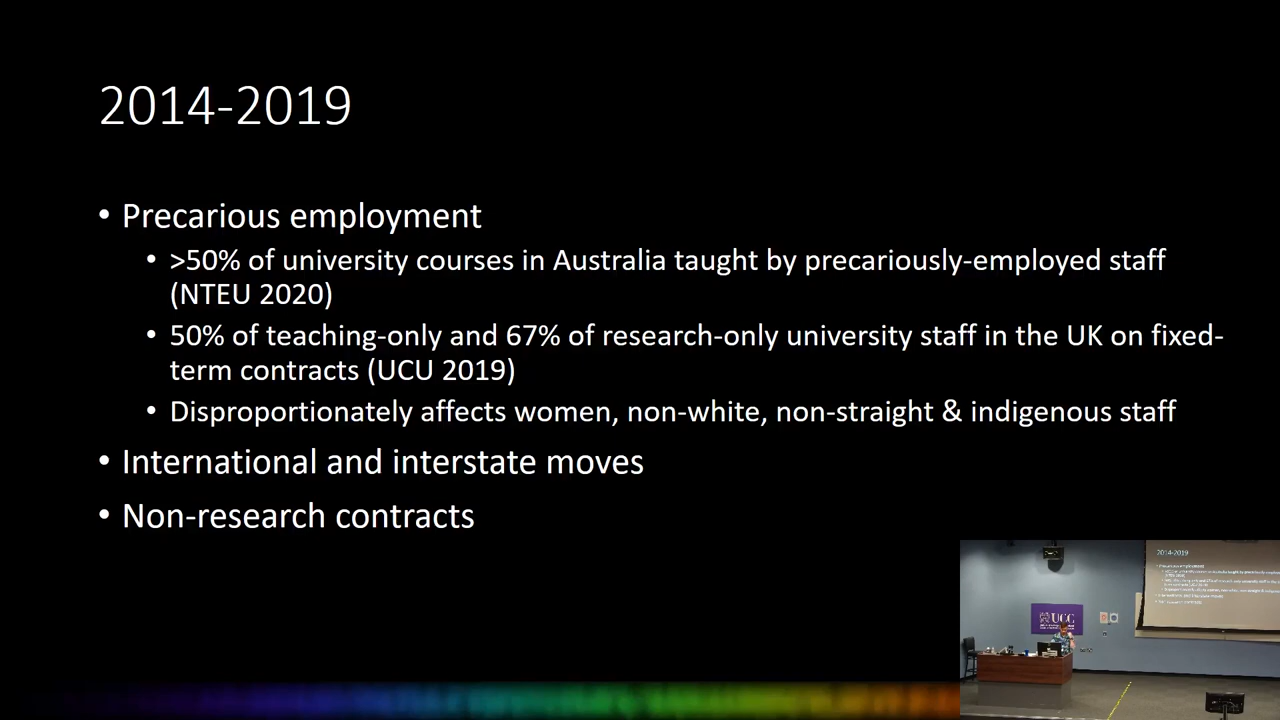 2014-2019
• Precarious employment
• >50% of university courses in Australia taught by precariously-employed staff
(NTEU 2020)
• 50% of teaching-only and 67% of research-only university staff in the UK on fixed-
term contracts (UCU 2019)
• Disproportionately affects women, non-white, non-straight & indigenous staff
• International and interstate moves
• Non-research contracts
2014-2019
UCC